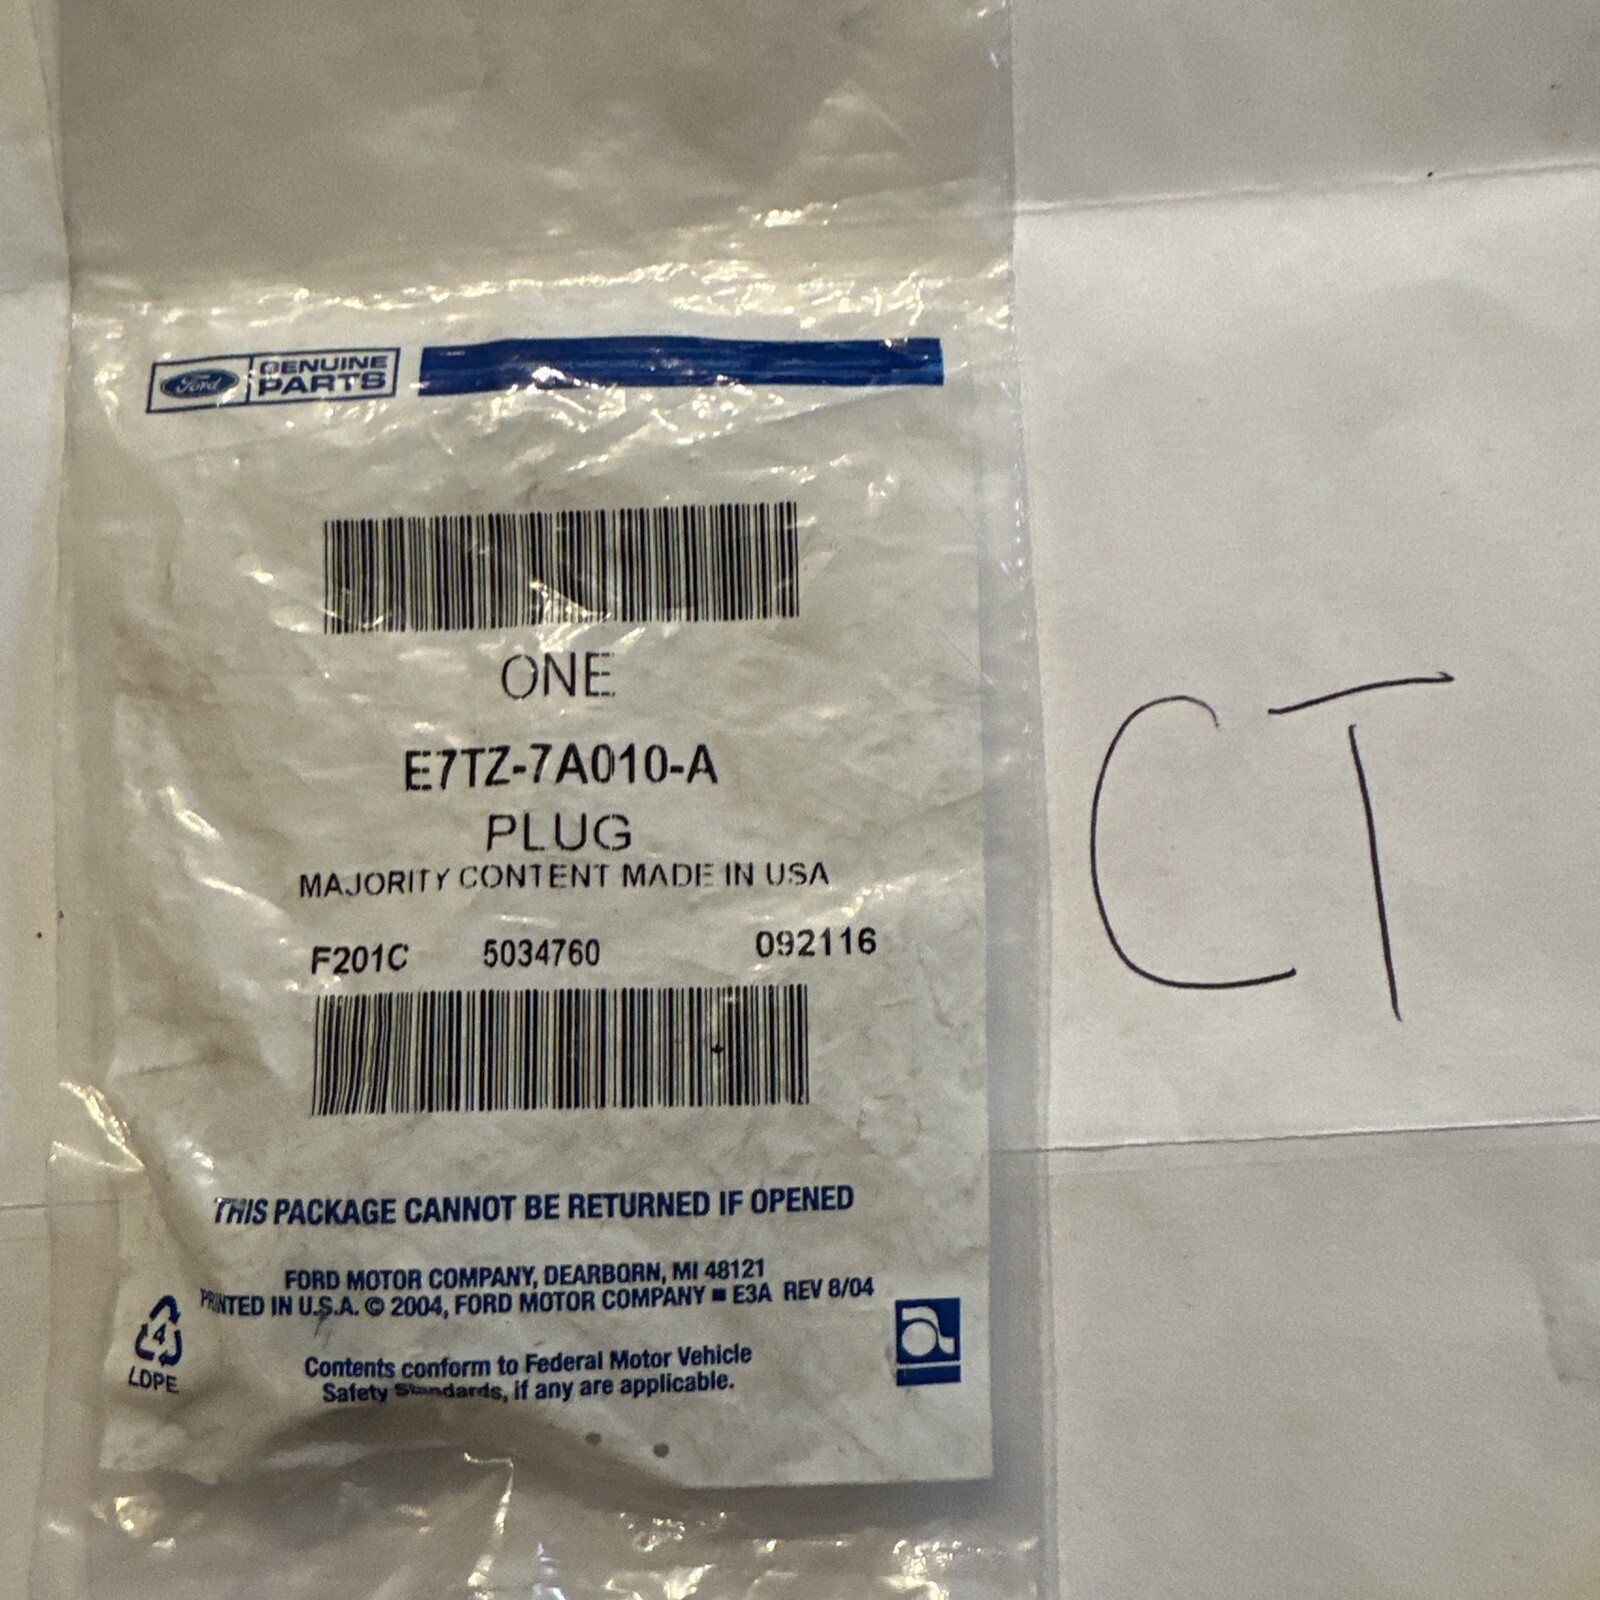 Ford GENUINE
PARTS
ONE
E7TZ-7A010-A
PLUG
MAJORITY CONTENT MADE IN USA
F201C 5034760 092116
THIS PACKAGE CANNOT BE RETURNED IF OPENED
FORD MOTOR COMPANY, DEARBORN, MI 48121
PRINTED IN U.S.A. © 2004, FORD MOTOR COMPANY ■ E3A REV 8/04
4
LDPE
Contents conform to Federal Motor Vehicle
Safety Standards, if any are applicable.
a
CT